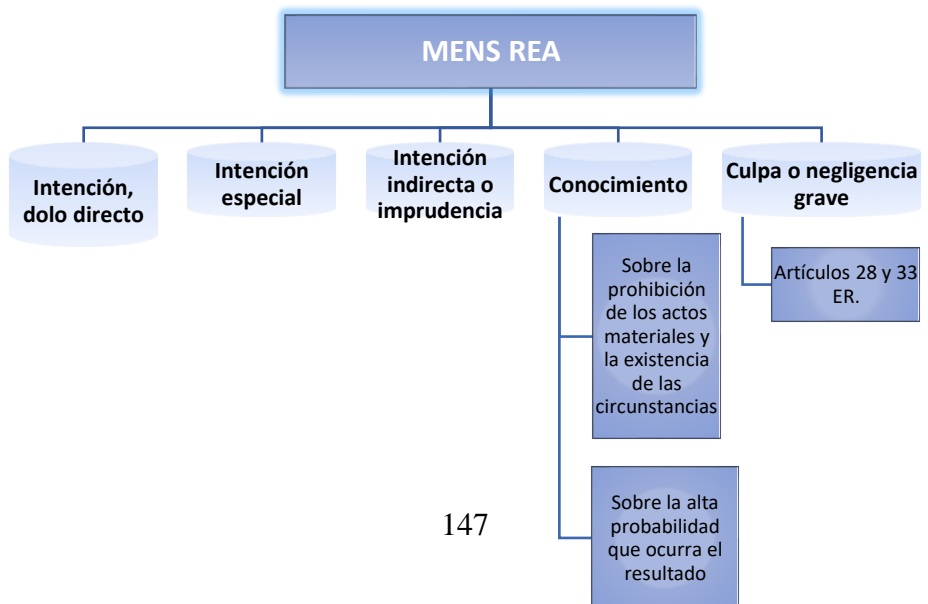 MENS REA
Intención,
dolo directo
Intención
especial
Intención
indirecta o
imprudencia
Conocimiento
Culpa o negligencia
grave
Sobre la
prohibición
de los actos
materiales y
la existencia
de las
circunstancias
Sobre la alta
probabilidad
que ocurra el
resultado
Artículos 28 y 33
ER.
147